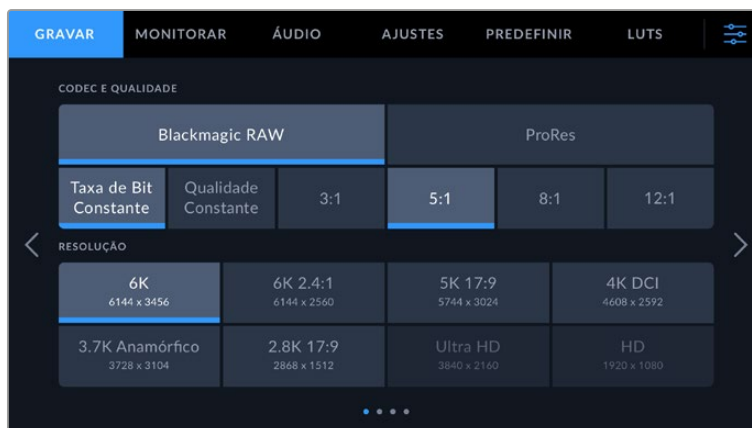 GRAVAR MONITORAR ÁUDIO AJUSTES PREDEFINIR LUTS
CODEC E QUALIDADE
Blackmagic RAW ProRes
Taxa de Bit Constante Qualidade Constante 3:1 5:1 8:1 12:1
RESOLUÇÃO
6K 6K 2.4:1 5K 17:9 4K DCI
6144 x 3456 6144 x 2560 5744 x 3024 4608 x 2592
3.7K Anamórfico 2.8K 17:9 Ultra HD HD
3728 x 3104 2868 x 1512 3840 x 2160 1920 x 1080